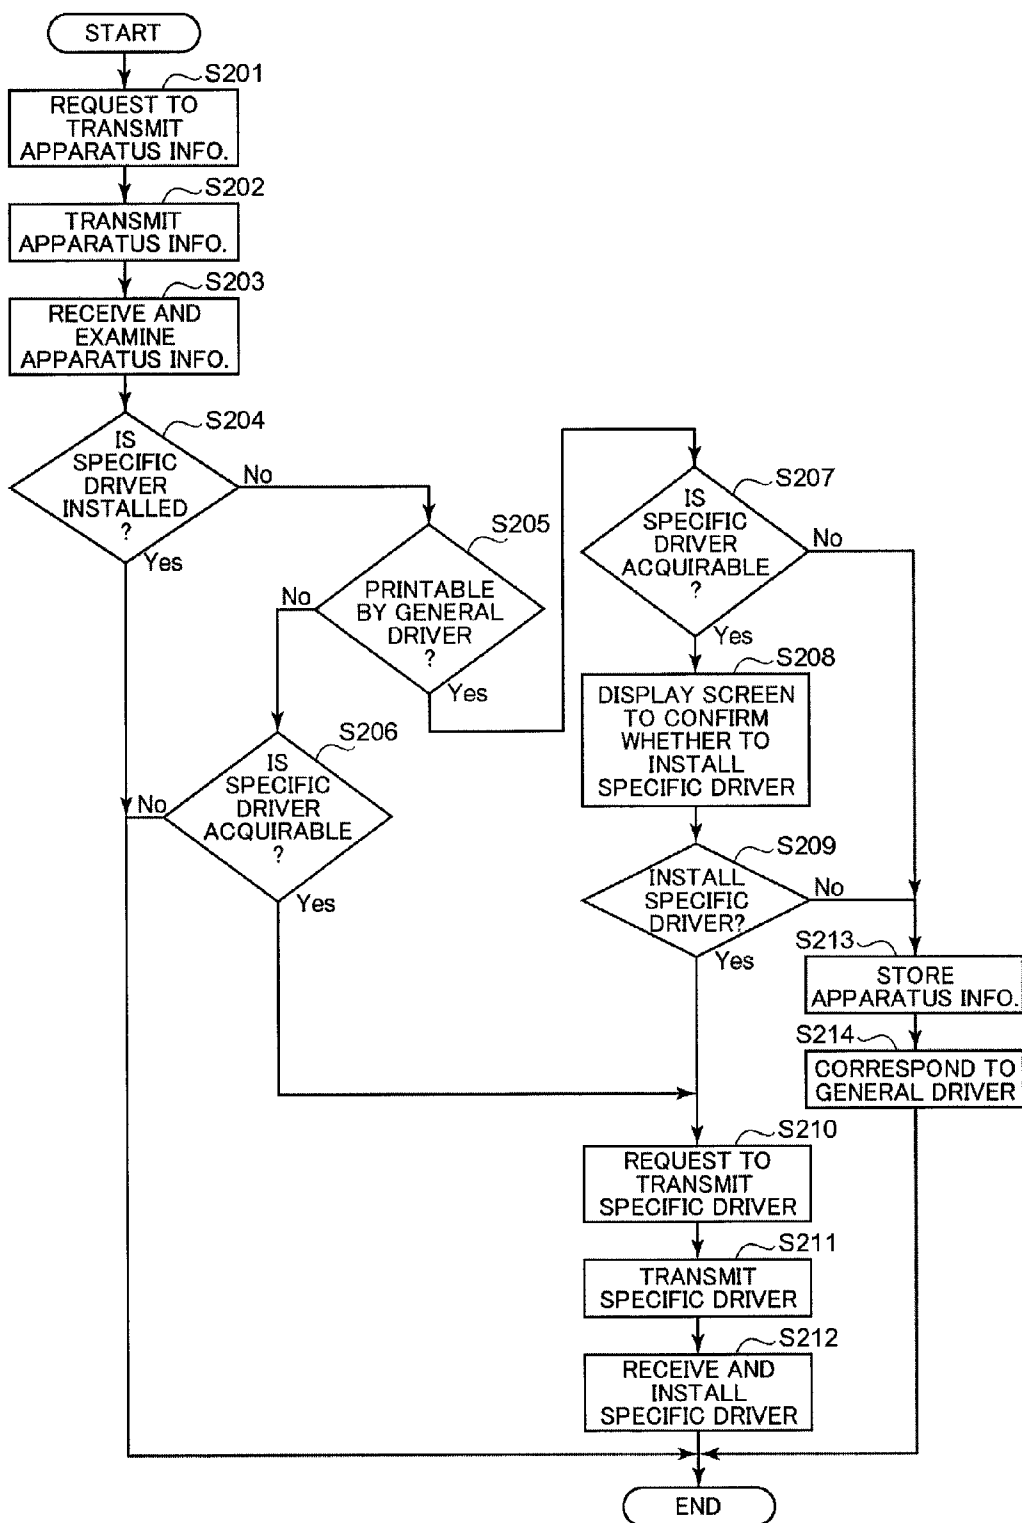 START
S201
REQUEST TO
TRANSMIT
APPARATUS INFO.
S202
TRANSMIT
APPARATUS INFO.
S203
RECEIVE AND
EXAMINE
APPARATUS INFO.
S204
IS
SPECIFIC
DRIVER
INSTALLED
?
No
Yes
S205
PRINTABLE
BY GENERAL
DRIVER
?
No
Yes
S206
IS
SPECIFIC
DRIVER
ACQUIRABLE
?
No
Yes
S207
IS
SPECIFIC
DRIVER
ACQUIRABLE
?
No
Yes
S208
DISPLAY SCREEN
TO CONFIRM
WHETHER TO
INSTALL
SPECIFIC DRIVER
S209
INSTALL
SPECIFIC
DRIVER?
No
Yes
S213
STORE
APPARATUS INFO.
S214
CORRESPOND TO
GENERAL DRIVER
S210
REQUEST TO
TRANSMIT
SPECIFIC DRIVER
S211
TRANSMIT
SPECIFIC DRIVER
S212
RECEIVE AND
INSTALL
SPECIFIC DRIVER
END